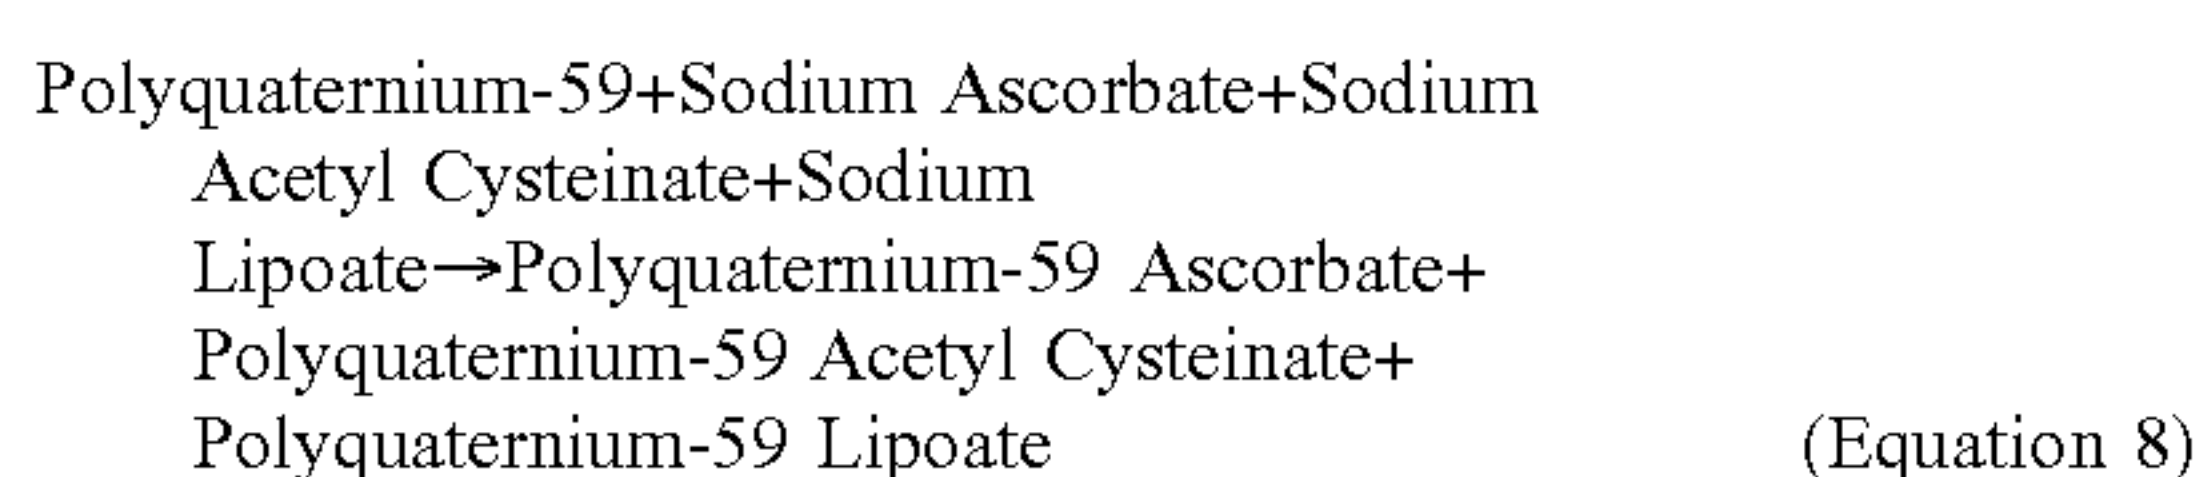 Polyquaternium-59+Sodium Ascorbate+Sodium
Acetyl Cysteinate+Sodium
Lipoate→Polyquaternium-59 Ascorbate+
Polyquaternium-59 Acetyl Cysteinate+
Polyquaternium-59 Lipoate (Equation 8)